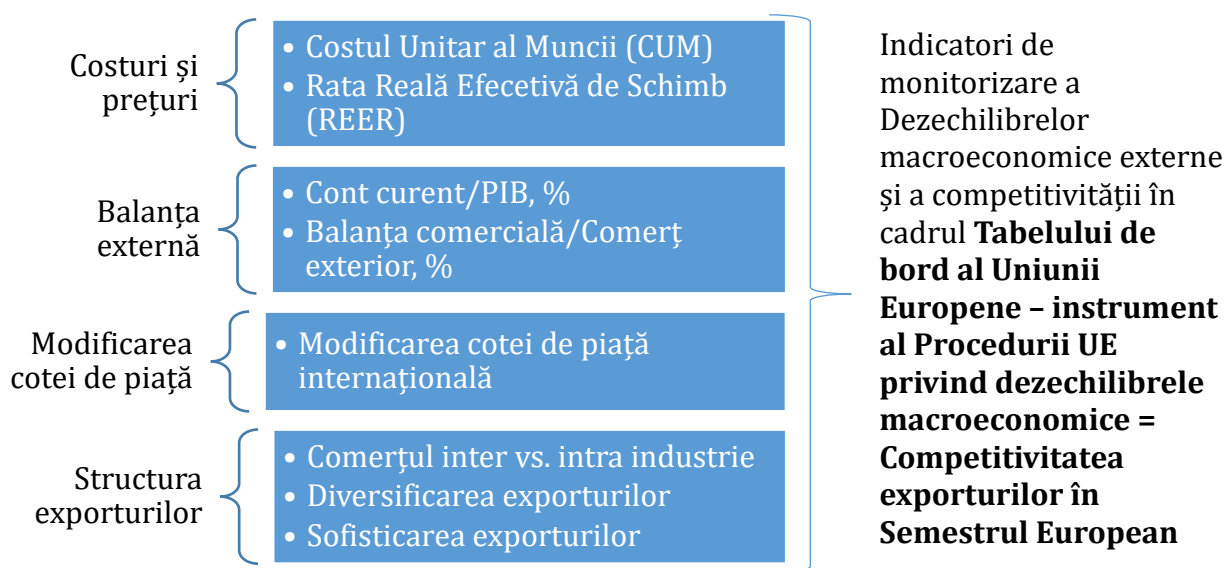 Costuri și
prețuri
• Costul Unitar al Muncii (CUM)
• Rata Reală Efecetivă de Schimb
(REER)
Balanța
externă
• Cont curent/PIB, %
• Balanța comercială/Comerț
exterior, %
Modificarea
cotei de piață
• Modificarea cotei de piață
internațională
Structura
exporturilor
• Comerțul inter vs. intra industrie
• Diversificarea exporturilor
• Sofisticarea exporturilor
Indicatori de
monitorizare a
Dezechilibrelor
macroeconomice externe
și a competitivității în
cadrul Tabelului de
bord al Uniunii
Europene – instrument
al Procedurii UE
privind dezechilibrele
macroeconomice =
Competitivitatea
exporturilor în
Semestrul European